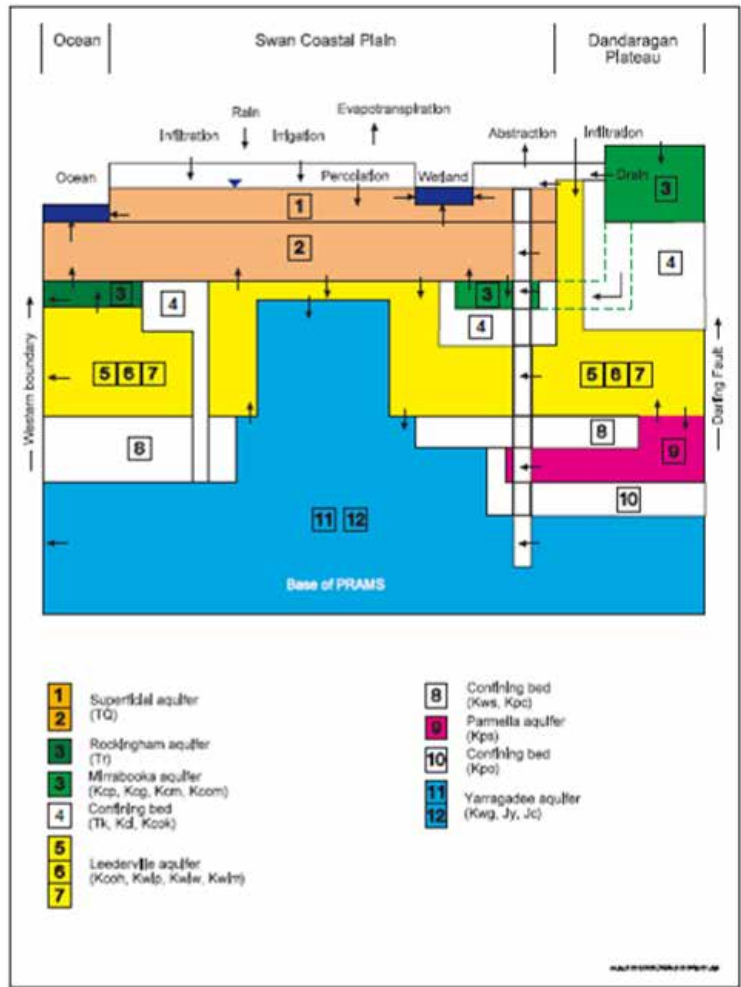 Ocean
Swan Coastal Plain
Dandaragan
Plateau
Rain
Evapotranspiration
Infiltration
Irrigation
Abstraction
Infiltration
Ocean
Percolation
Wetland
Drain
3
1
2
4
3
4
3
4
5 6 7
5 6 7
8
8
9
10
11 12
Western boundary
Darling Fault
Base of PRAMS
1
2
Superficial aquifer
(TQ)
3
Rockingham aquifer
(Tr)
3
Mirrabooka aquifer
(Kcp, Kcg, Kcm, Kcom)
4
Confining bed
(Tk, Kcl, Kcok)
5
6
7
Leederville aquifer
(Kcoh, Kwlp, Kwlw, Kwlm)
8
Confining bed
(Kws, Kpc)
9
Parmelia aquifer
(Kps)
10
Confining bed
(Kpo)
11
12
Yarragadee aquifer
(Kwg, Jy, Jc)